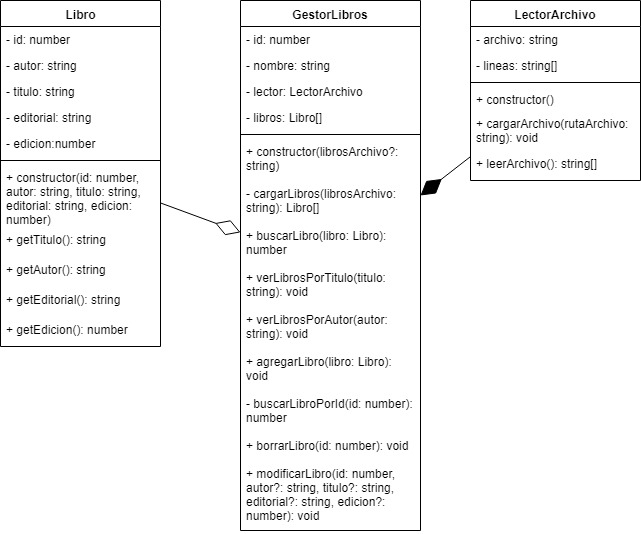 Libro
- id: number
- autor: string
- titulo: string
- editorial: string
- edicion:number
+ constructor(id: number,
autor: string, titulo: string,
editorial: string, edicion:
number)
+ getTitulo(): string
+ getAutor(): string
+ getEditorial(): string
+ getEdicion(): number
GestorLibros
- id: number
- nombre: string
- lector: LectorArchivo
- libros: Libro[]
+ constructor(librosArchivo?:
string)
- cargarLibros(librosArchivo:
string): Libro[]
+ buscarLibro(libro: Libro):
number
+ verLibrosPorTitulo(titulo:
string): void
+ verLibrosPorAutor(autor:
string): void
+ agregarLibro(libro: Libro):
void
- buscarLibroPorId(id: number):
number
+ borrarLibro(id: number): void
+ modificarLibro(id: number,
autor?: string, titulo?: string,
editorial?: string, edicion?:
number): void
LectorArchivo
- archivo: string
- lineas: string[]
+ constructor()
+ cargarArchivo(rutaArchivo:
string): void
+ leerArchivo(): string[]